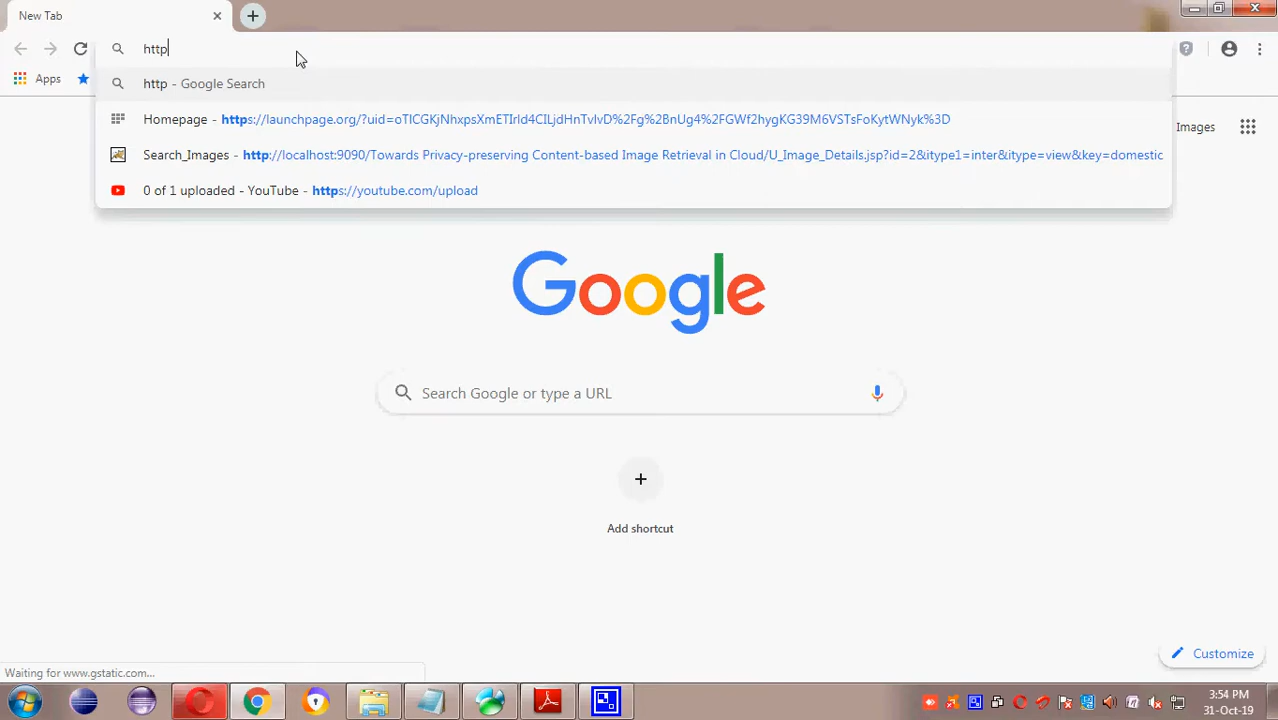 New Tab
http
Apps
http - Google Search
Homepage - https://launchpage.org/?uid=oTICGKjNhxpsXmETIrld4CILjdHnTvlvD%2Fg%2BnUg4%2FGWf2hygKG39M6VSTsFoKytWNyk%3D
Images
Search_Images - http://localhost:9090/Towards Privacy-preserving Content-based Image Retrieval in Cloud/U_Image_Details.jsp?id=2&itype1=inter&itype=view&key=domestic
0 of 1 uploaded - YouTube - https://youtube.com/upload
Google
Search Google or type a URL
Add shortcut
Customize
Waiting for www.gstatic.com...
3:54 PM
31-Oct-19